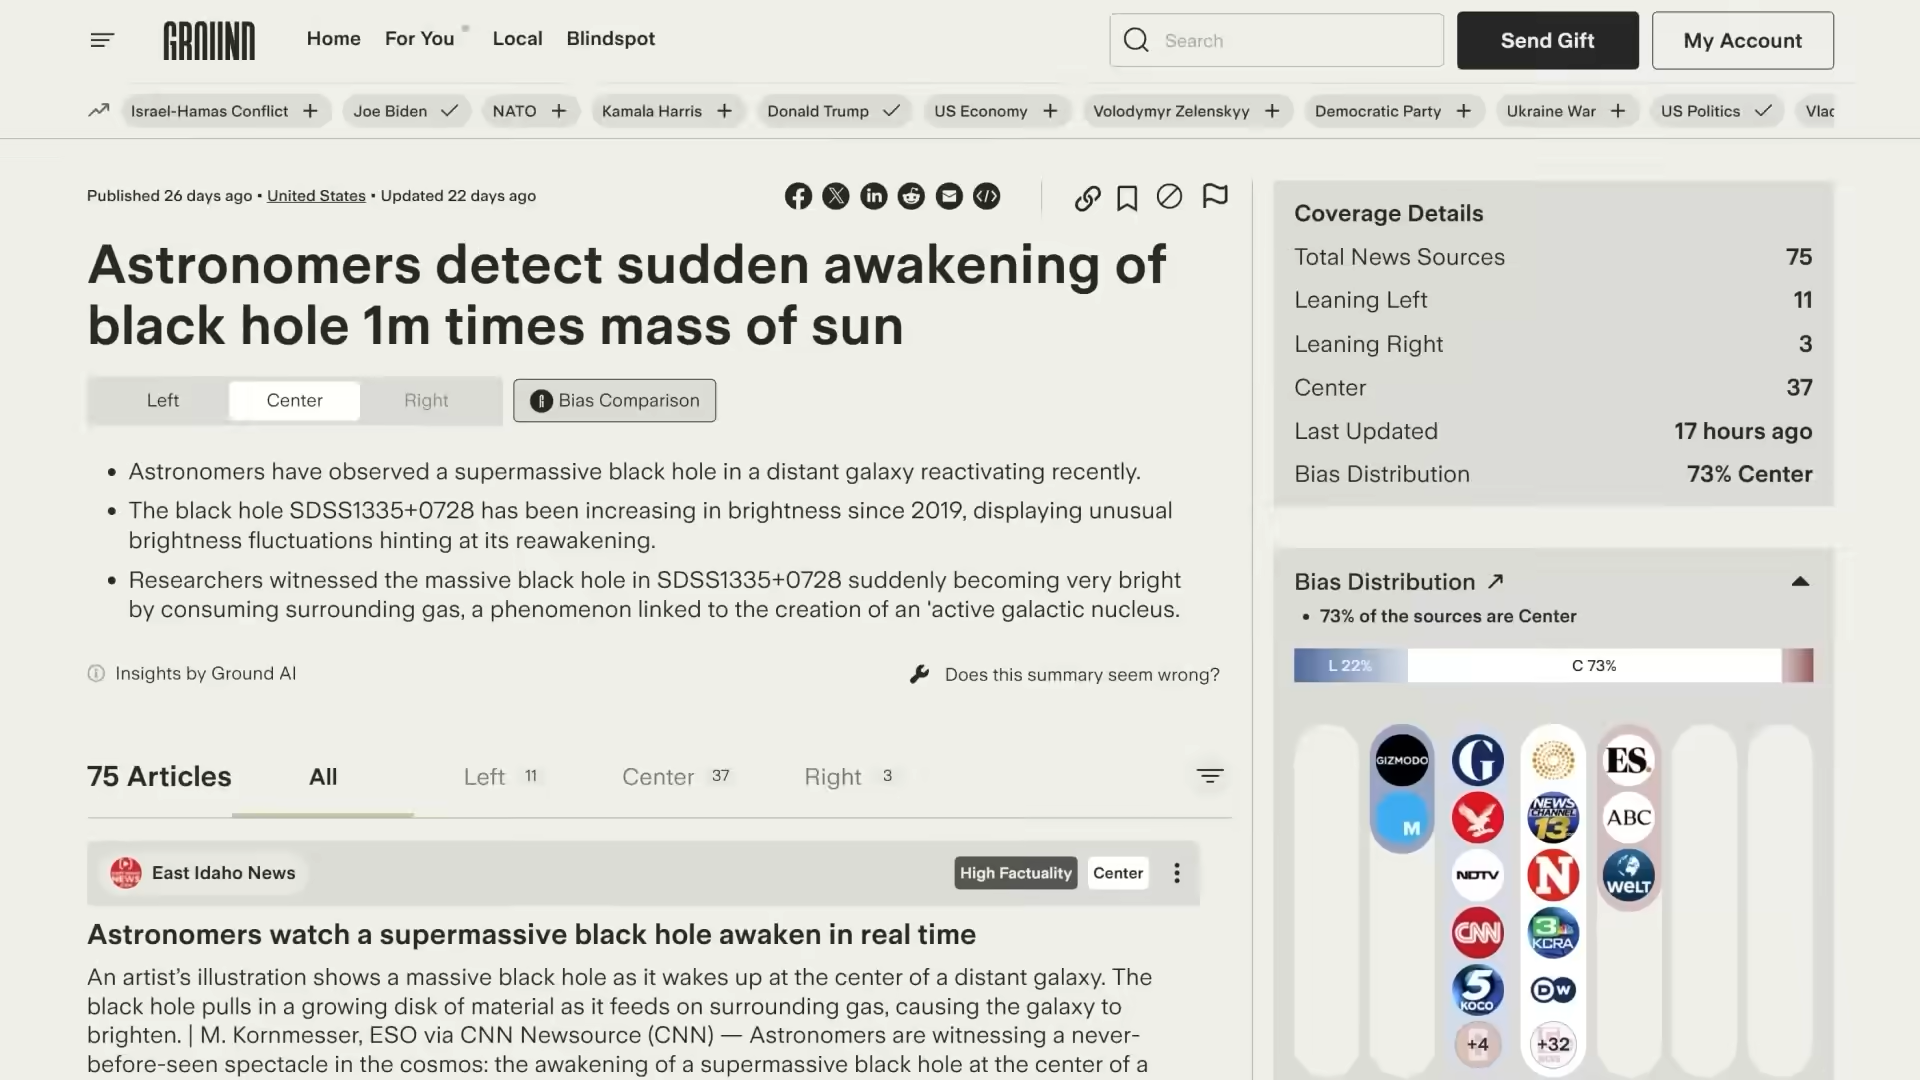 GROUND
Home
For You
Local
Blindspot
Search
Send Gift
My Account
Israel-Hamas Conflict +
Joe Biden
NATO +
Kamala Harris +
Donald Trump
US Economy +
Volodymyr Zelenskyy +
Democratic Party +
Ukraine War +
US Politics
Vlad
Published 26 days ago • United States • Updated 22 days ago
Astronomers detect sudden awakening of
black hole 1m times mass of sun
Left
Center
Right
Bias Comparison
• Astronomers have observed a supermassive black hole in a distant galaxy reactivating recently.
• The black hole SDSS1335+0728 has been increasing in brightness since 2019, displaying unusual
brightness fluctuations hinting at its reawakening.
• Researchers witnessed the massive black hole in SDSS1335+0728 suddenly becoming very bright
by consuming surrounding gas, a phenomenon linked to the creation of an 'active galactic nucleus.
Insights by Ground AI
Does this summary seem wrong?
75 Articles
All
Left 11
Center 37
Right 3
East Idaho News
High Factuality
Center
Astronomers watch a supermassive black hole awaken in real time
An artist’s illustration shows a massive black hole as it wakes up at the center of a distant galaxy. The
black hole pulls in a growing disk of material as it feeds on surrounding gas, causing the galaxy to
brighten. | M. Kornmesser, ESO via CNN Newsource (CNN) — Astronomers are witnessing a never-
before-seen spectacle in the cosmos: the awakening of a supermassive black hole at the center of a
Coverage Details
Total News Sources 75
Leaning Left 11
Leaning Right 3
Center 37
Last Updated 17 hours ago
Bias Distribution 73% Center
Bias Distribution
• 73% of the sources are Center
L 22%
C 73%
GIZMODO
M
G
NDTV
CNN
5
KOCO
+4
NEWS
CHANNEL
13
N
3
KCRA
DW
+32
ES.
ABC
WELT